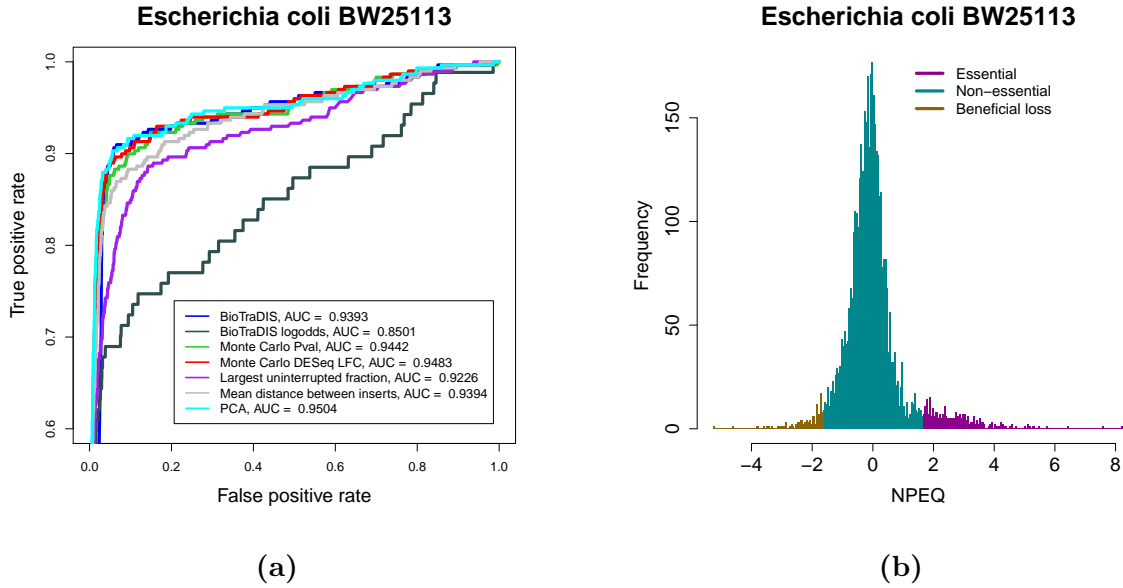 Escherichia coli BW25113
True positive rate
1.0
0.9
0.8
0.7
0.6
BioTraDIS, AUC = 0.9393
BioTraDIS logodds, AUC = 0.8501
Monte Carlo Pval, AUC = 0.9442
Monte Carlo DESeq LFC, AUC = 0.9483
Largest uninterrupted fraction, AUC = 0.9226
Mean distance between inserts, AUC = 0.9394
PCA, AUC = 0.9504
0.0 0.2 0.4 0.6 0.8 1.0
False positive rate
(a)
Escherichia coli BW25113
Essential
Non−essential
Beneficial loss
Frequency
150
100
50
0
−4 −2 0 2 4 6 8
NPEQ
(b)